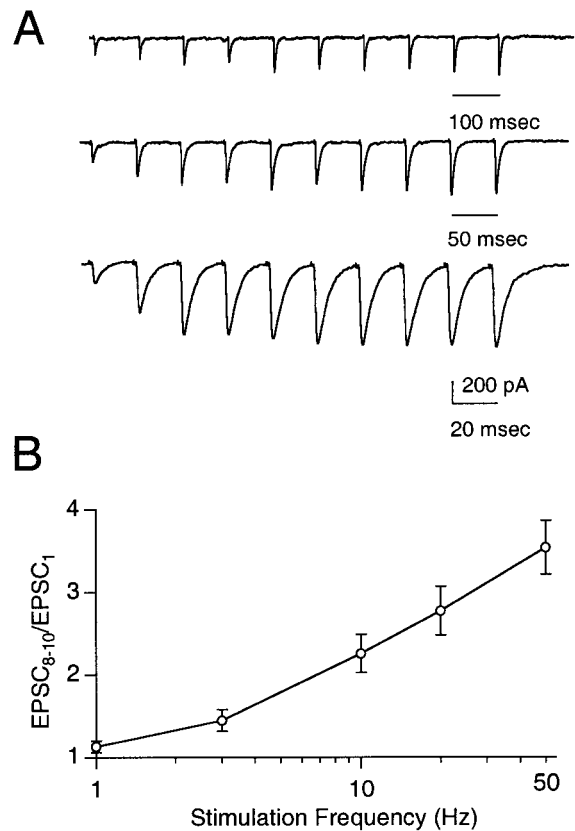 A
100 msec
50 msec
200 pA
20 msec
B
EPSC8-10/EPSC1
4
3
2
1
1
10
50
Stimulation Frequency (Hz)